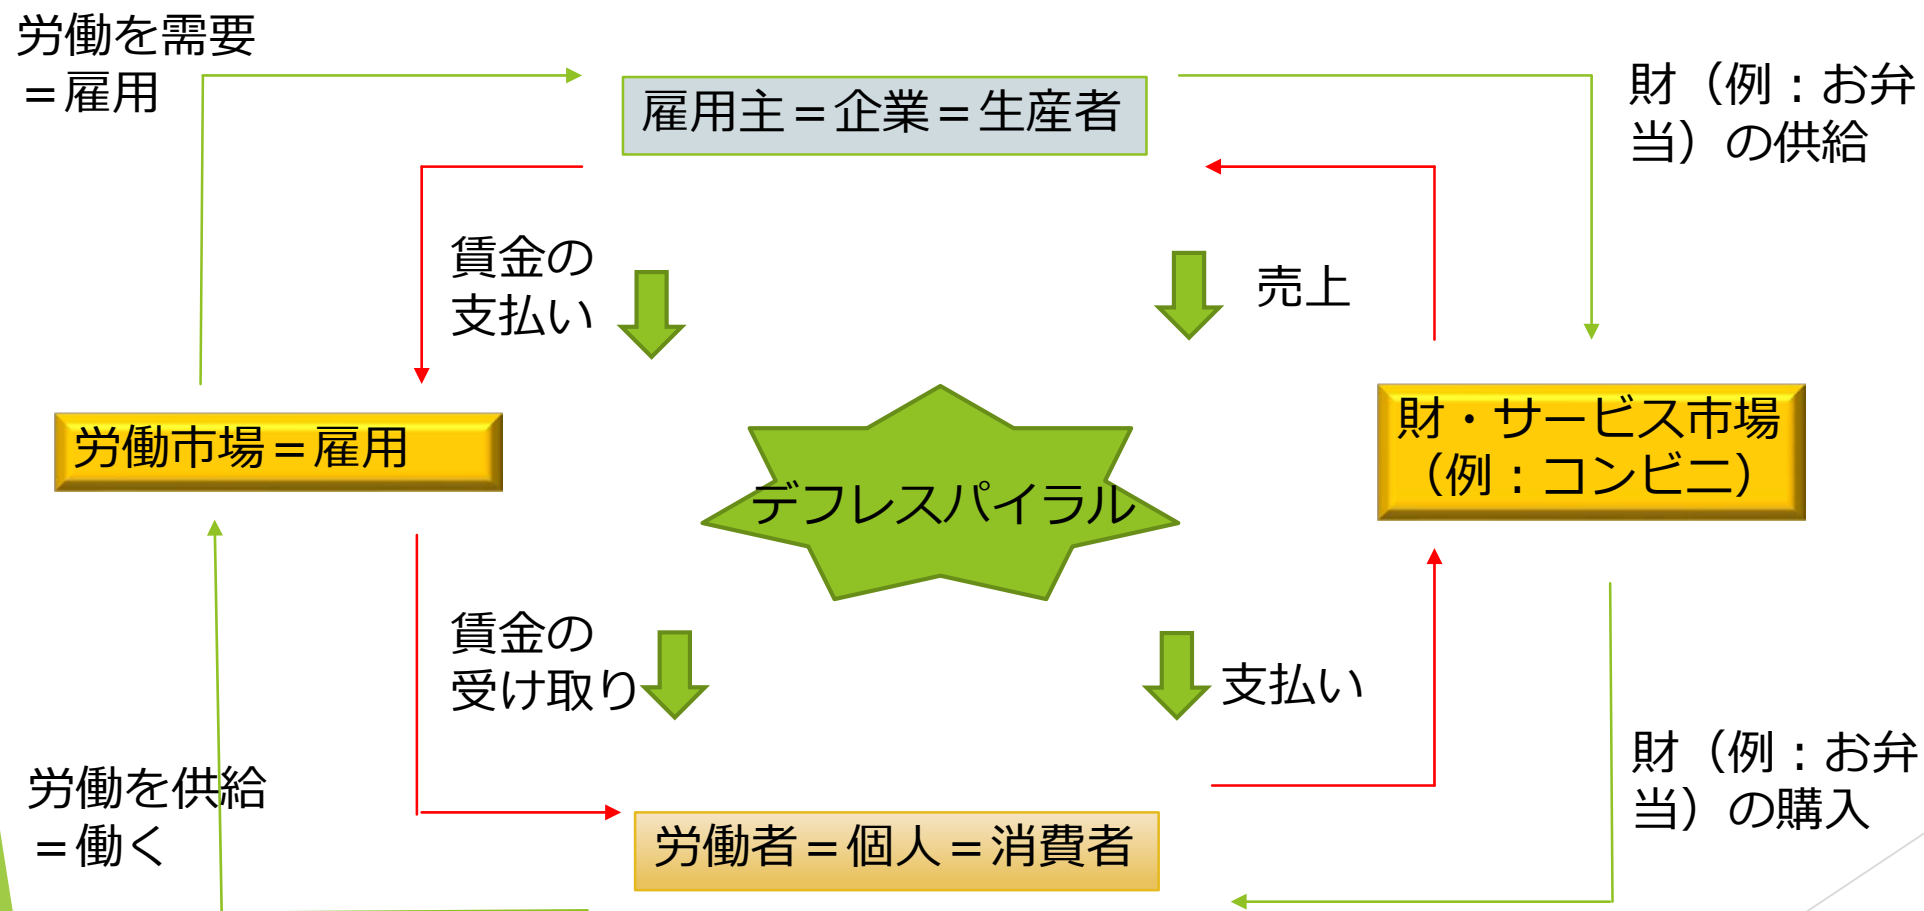 労働を需要
＝雇用
雇用主＝企業＝生産者
財（例：お弁
当）の供給
賃金の
支払い
売上
労働市場＝雇用
デフレスパイラル
財・サービス市場
（例：コンビニ）
賃金の
受け取り
支払い
労働を供給
＝働く
労働者＝個人＝消費者
財（例：お弁
当）の購入